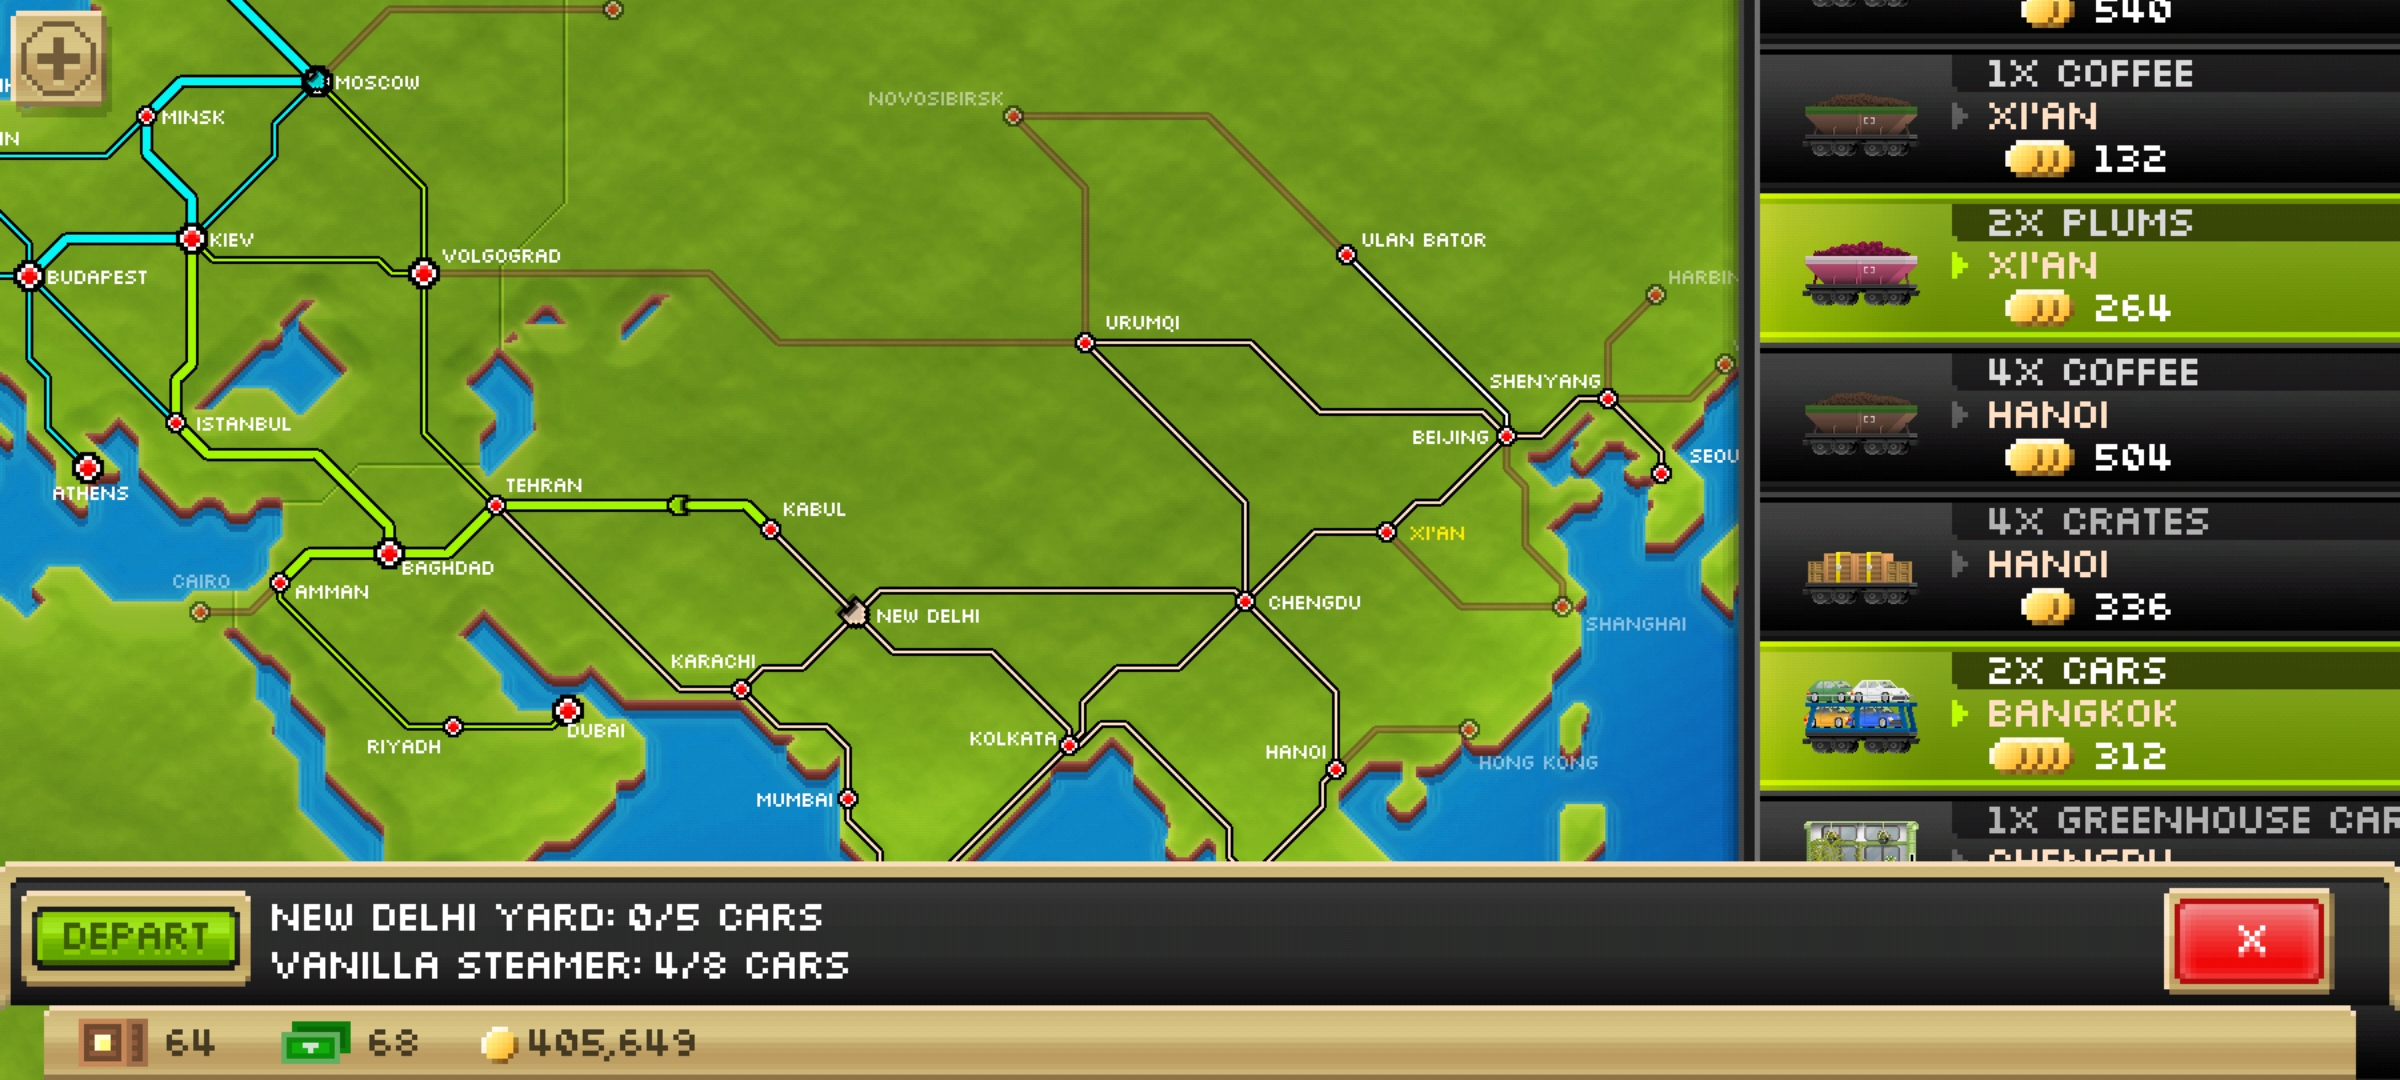 540
1X COFFEE
XI'AN
132
2X PLUMS
XI'AN
264
4X COFFEE
HANOI
504
4X CRATES
HANOI
336
2X CARS
BANGKOK
312
1X GREENHOUSE CAR
CHENGDU
MOSCOW
MINSK
IN
NOVOSIBIRSK
KIEV
VOLGOGRAD
ULAN BATOR
BUDAPEST
HARBIN
URUMQI
SHENYANG
ISTANBUL
BEIJING
SEOU
ATHENS
TEHRAN
KABUL
XI'AN
BAGHDAD
CAIRO
AMMAN
NEW DELHI
CHENGDU
SHANGHAI
KARACHI
DUBAI
RIYADH
KOLKATA
HANOI
HONG KONG
MUMBAI
DEPART
NEW DELHI YARD: 0/5 CARS
VANILLA STEAMER: 4/8 CARS
X
64
68
405,649